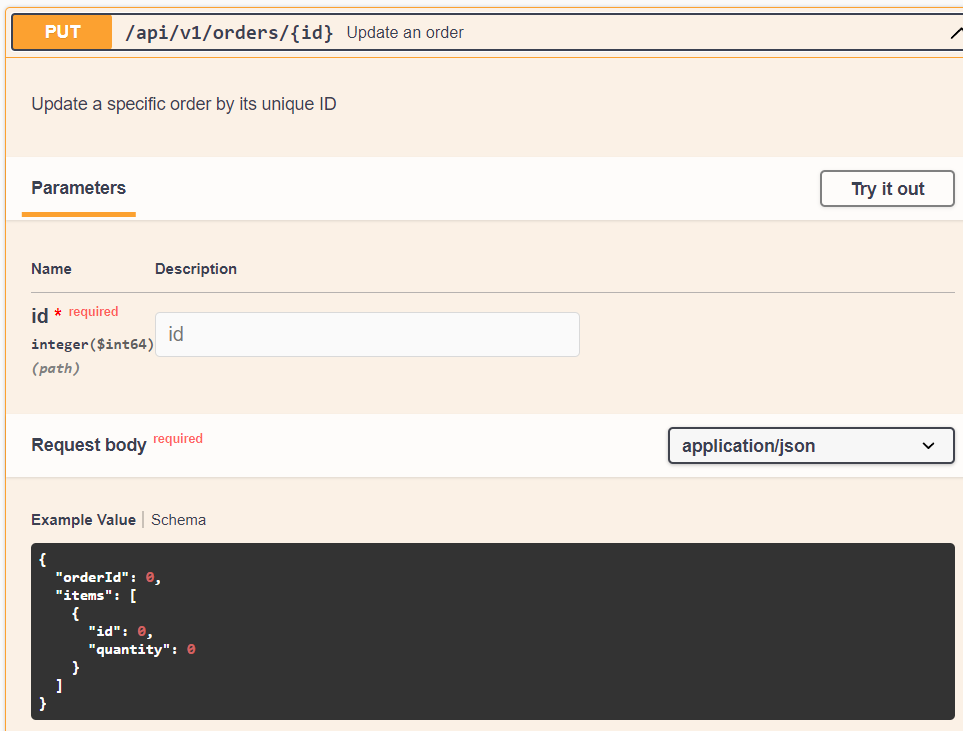 PUT /api/v1/orders/{id} Update an order
Update a specific order by its unique ID
Parameters Try it out
Name Description
id * required
id
integer($int64)
(path)
Request body required application/json
Example Value Schema
{
  "orderId": 0,
  "items": [
    {
      "id": 0,
      "quantity": 0
    }
  ]
}